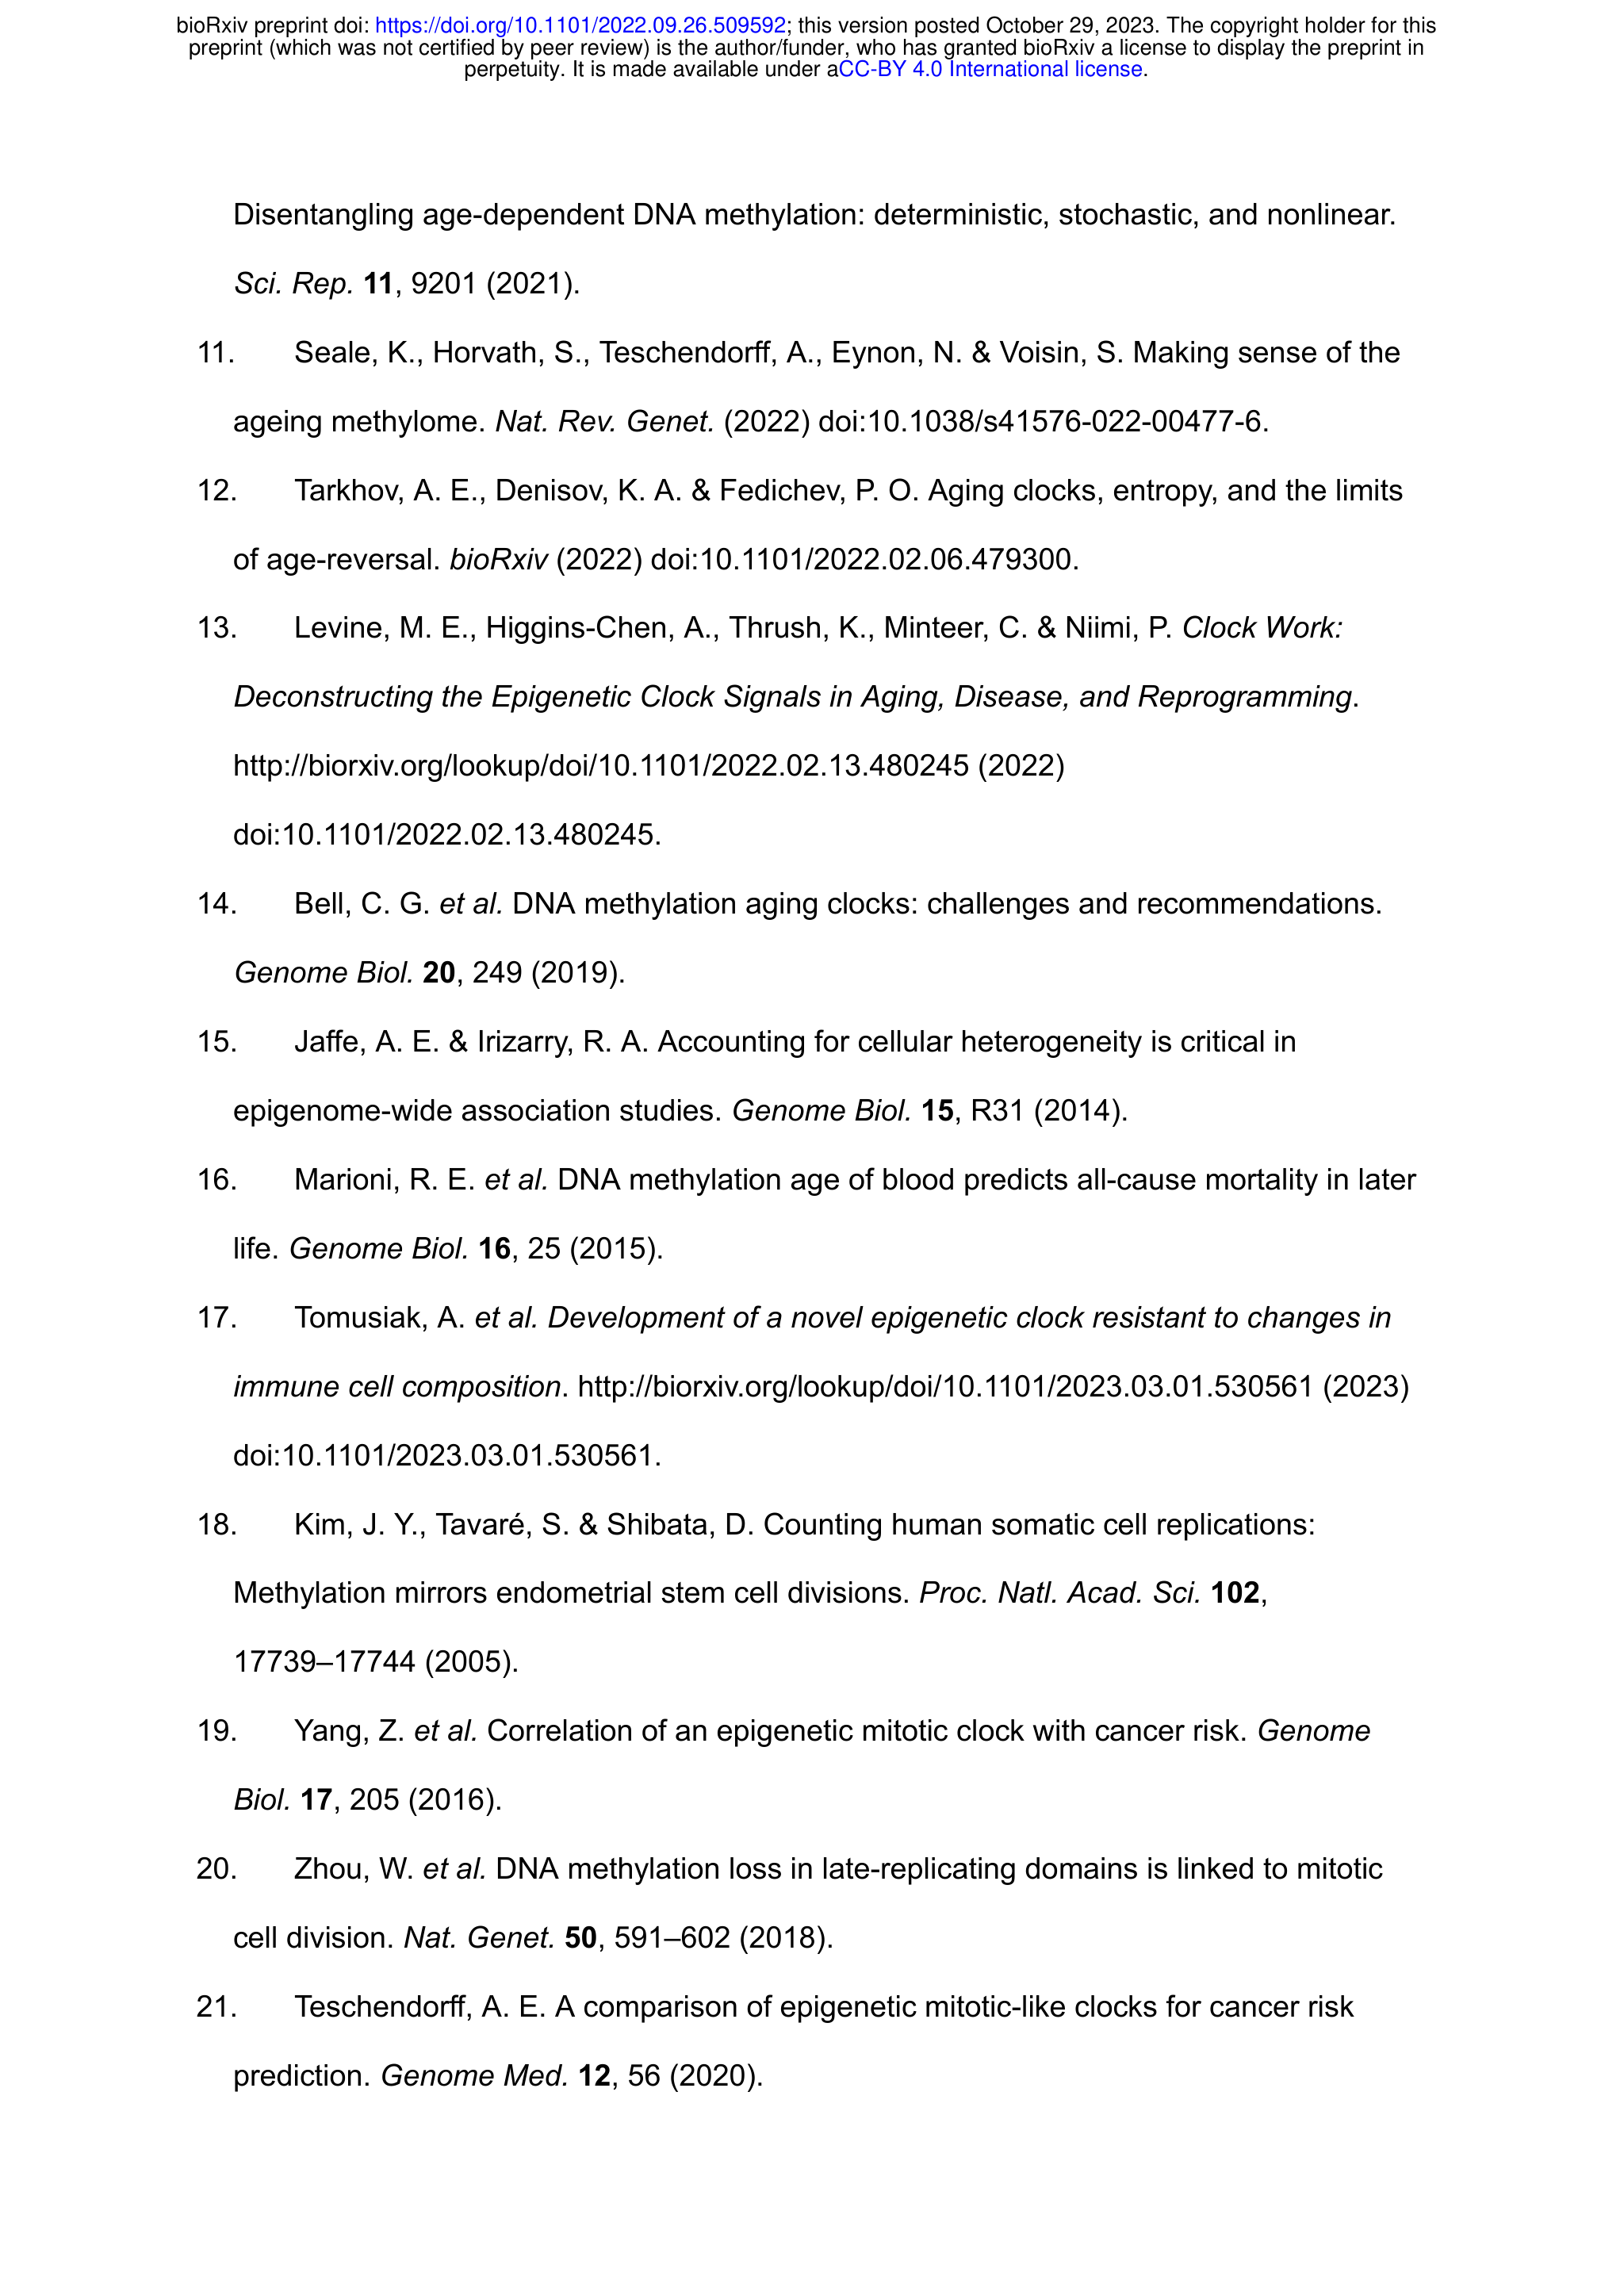 bioRxiv preprint doi: https://doi.org/10.1101/2022.09.26.509592; this version posted October 29, 2023. The copyright holder for this
preprint (which was not certified by peer review) is the author/funder, who has granted bioRxiv a license to display the preprint in
perpetuity. It is made available under aCC-BY 4.0 International license.
Disentangling age-dependent DNA methylation: deterministic, stochastic, and nonlinear.
Sci. Rep. 11, 9201 (2021).
11. Seale, K., Horvath, S., Teschendorff, A., Eynon, N. & Voisin, S. Making sense of the
ageing methylome. Nat. Rev. Genet. (2022) doi:10.1038/s41576-022-00477-6.
12. Tarkhov, A. E., Denisov, K. A. & Fedichev, P. O. Aging clocks, entropy, and the limits
of age-reversal. bioRxiv (2022) doi:10.1101/2022.02.06.479300.
13. Levine, M. E., Higgins-Chen, A., Thrush, K., Minteer, C. & Niimi, P. Clock Work:
Deconstructing the Epigenetic Clock Signals in Aging, Disease, and Reprogramming.
http://biorxiv.org/lookup/doi/10.1101/2022.02.13.480245 (2022)
doi:10.1101/2022.02.13.480245.
14. Bell, C. G. et al. DNA methylation aging clocks: challenges and recommendations.
Genome Biol. 20, 249 (2019).
15. Jaffe, A. E. & Irizarry, R. A. Accounting for cellular heterogeneity is critical in
epigenome-wide association studies. Genome Biol. 15, R31 (2014).
16. Marioni, R. E. et al. DNA methylation age of blood predicts all-cause mortality in later
life. Genome Biol. 16, 25 (2015).
17. Tomusiak, A. et al. Development of a novel epigenetic clock resistant to changes in
immune cell composition. http://biorxiv.org/lookup/doi/10.1101/2023.03.01.530561 (2023)
doi:10.1101/2023.03.01.530561.
18. Kim, J. Y., Tavaré, S. & Shibata, D. Counting human somatic cell replications:
Methylation mirrors endometrial stem cell divisions. Proc. Natl. Acad. Sci. 102,
17739–17744 (2005).
19. Yang, Z. et al. Correlation of an epigenetic mitotic clock with cancer risk. Genome
Biol. 17, 205 (2016).
20. Zhou, W. et al. DNA methylation loss in late-replicating domains is linked to mitotic
cell division. Nat. Genet. 50, 591–602 (2018).
21. Teschendorff, A. E. A comparison of epigenetic mitotic-like clocks for cancer risk
prediction. Genome Med. 12, 56 (2020).